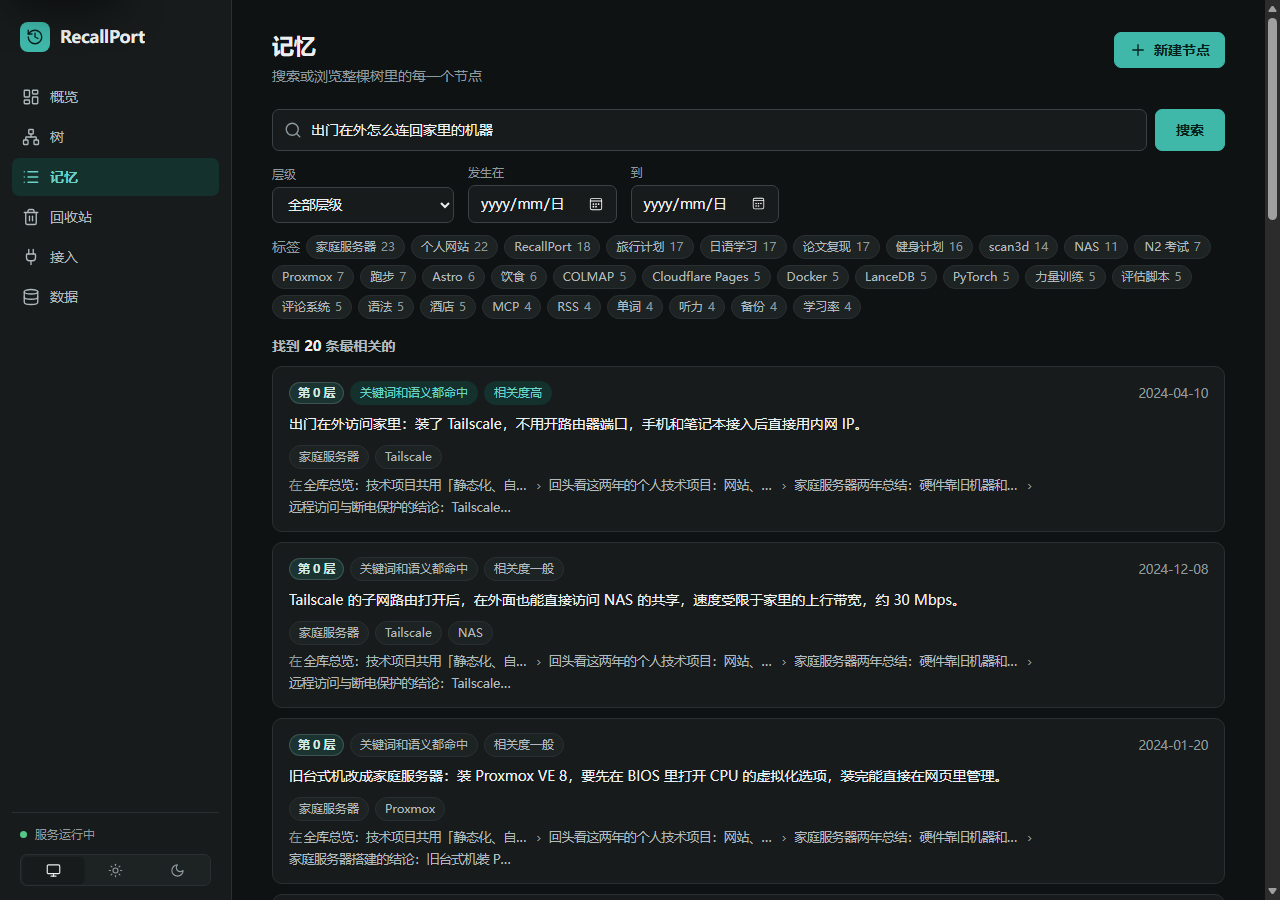 RecallPort
概览
树
记忆
回收站
接入
数据
服务运行中
记忆
搜索或浏览整棵树里的每一个节点
新建节点
出门在外怎么连回家里的机器
搜索
层级 发生在 到
全部层级 yyyy/mm/日 yyyy/mm/日
标签 家庭服务器 23 个人网站 22 RecallPort 18 旅行计划 17 日语学习 17 论文复现 17 健身计划 16 scan3d 14 NAS 11 N2 考试 7
Proxmox 7 跑步 7 Astro 6 饮食 6 COLMAP 5 Cloudflare Pages 5 Docker 5 LanceDB 5 PyTorch 5 力量训练 5 评估脚本 5
评论系统 5 语法 5 酒店 5 MCP 4 RSS 4 单词 4 听力 4 备份 4 学习率 4
找到 20 条最相关的
第 0 层 关键词和语义都命中 相关度高 2024-04-10
出门在外访问家里：装了 Tailscale，不用开路由器端口，手机和笔记本接入后直接用内网 IP。
家庭服务器 Tailscale
在 全库总览：技术项目共用「静态化、自… › 回头看这两年的个人技术项目：网站、… › 家庭服务器两年总结：硬件靠旧机器和… ›
远程访问与断电保护的结论：Tailscale…
第 0 层 关键词和语义都命中 相关度一般 2024-12-08
Tailscale 的子网路由打开后，在外面也能直接访问 NAS 的共享，速度受限于家里的上行带宽，约 30 Mbps。
家庭服务器 Tailscale NAS
在 全库总览：技术项目共用「静态化、自… › 回头看这两年的个人技术项目：网站、… › 家庭服务器两年总结：硬件靠旧机器和… ›
远程访问与断电保护的结论：Tailscale…
第 0 层 关键词和语义都命中 相关度一般 2024-01-20
旧台式机改成家庭服务器：装 Proxmox VE 8，要先在 BIOS 里打开 CPU 的虚拟化选项，装完能直接在网页里管理。
家庭服务器 Proxmox
在 全库总览：技术项目共用「静态化、自… › 回头看这两年的个人技术项目：网站、… › 家庭服务器两年总结：硬件靠旧机器和… ›
家庭服务器搭建的结论：旧台式机装 P…